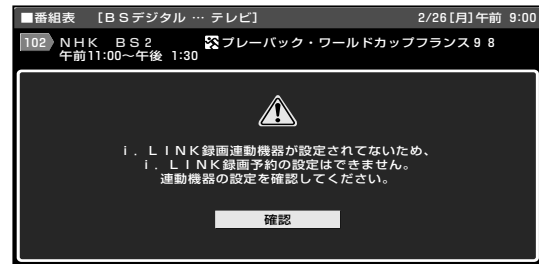 ■番組表 [BSデジタル … テレビ] 2/26[月]午前 9:00
102 NHK BS2 プレーバック・ワールドカップフランス98
午前11:00〜午後 1:30
i.LINK録画連動機器が設定されてないため、
i.LINK録画予約の設定はできません。
連動機器の設定を確認してください。
確認